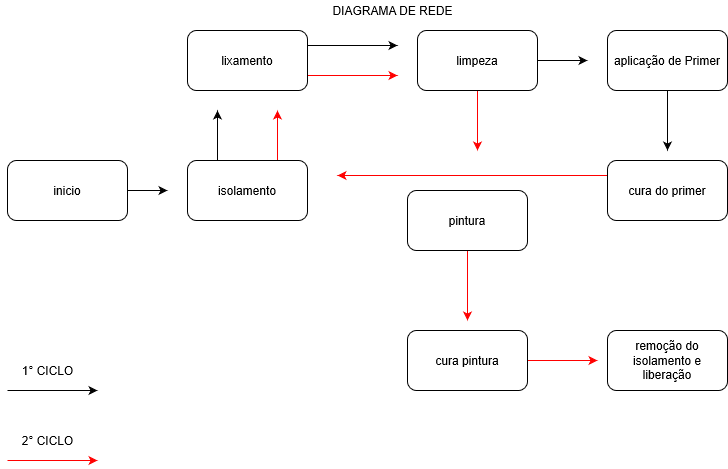 DIAGRAMA DE REDE
lixamento
limpeza
aplicação de Primer
inicio
isolamento
cura do primer
pintura
cura pintura
remoção do
isolamento e
liberação
1° CICLO
2° CICLO